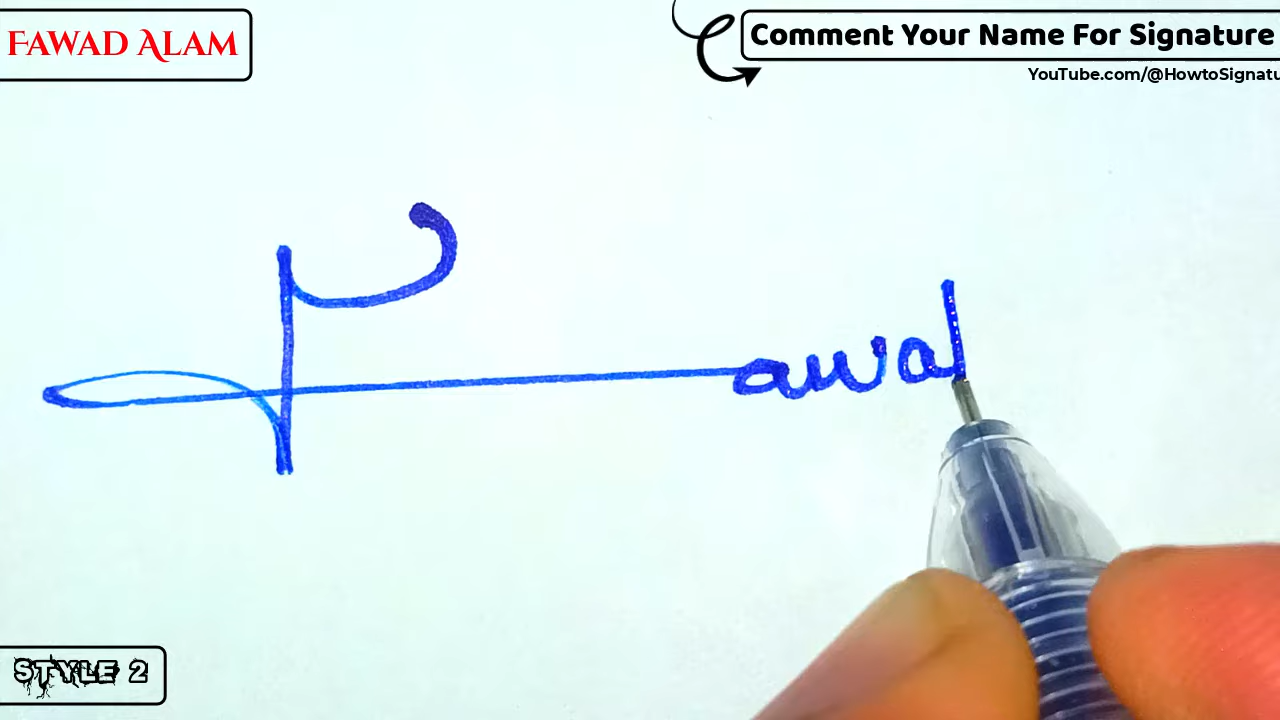 FAWAD ALAM
Comment Your Name For Signature
YouTube.com/@HowtoSignatu
Fawad
STYLE 2